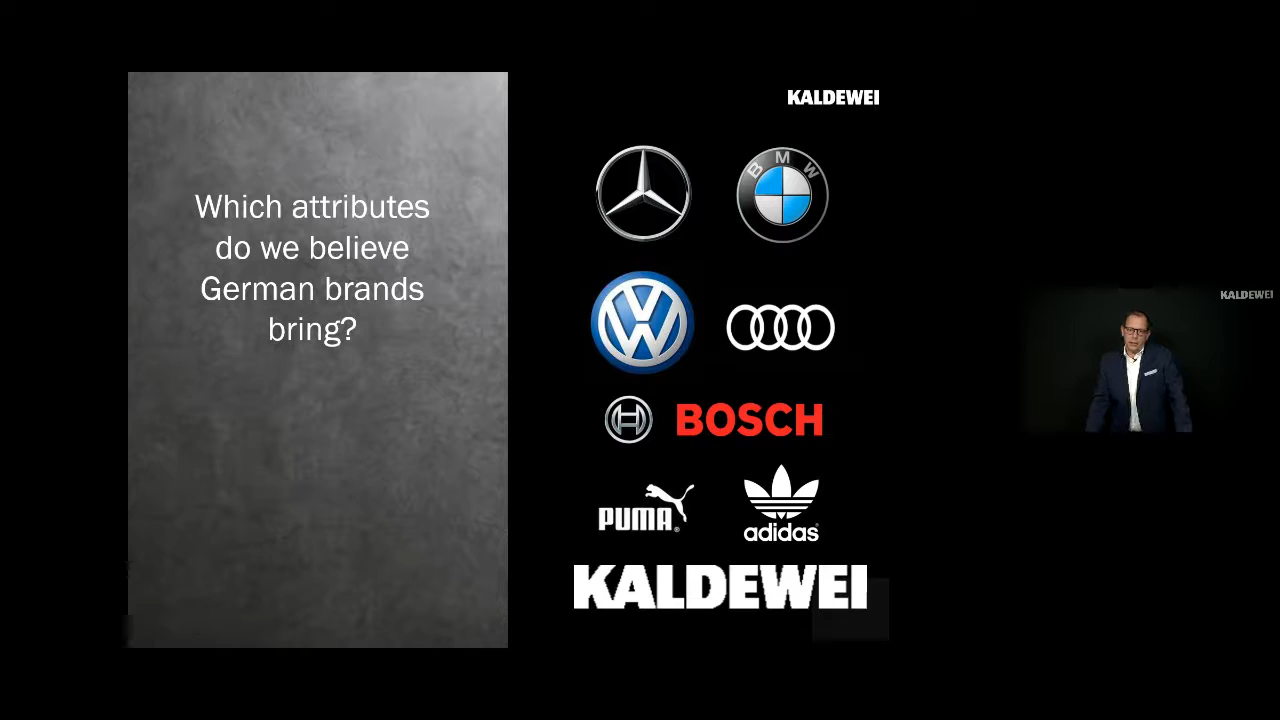 Which attributes
do we believe
German brands
bring?
KALDEWEI
BMW
BOSCH
PUMA
adidas
KALDEWEI
KALDEWEI